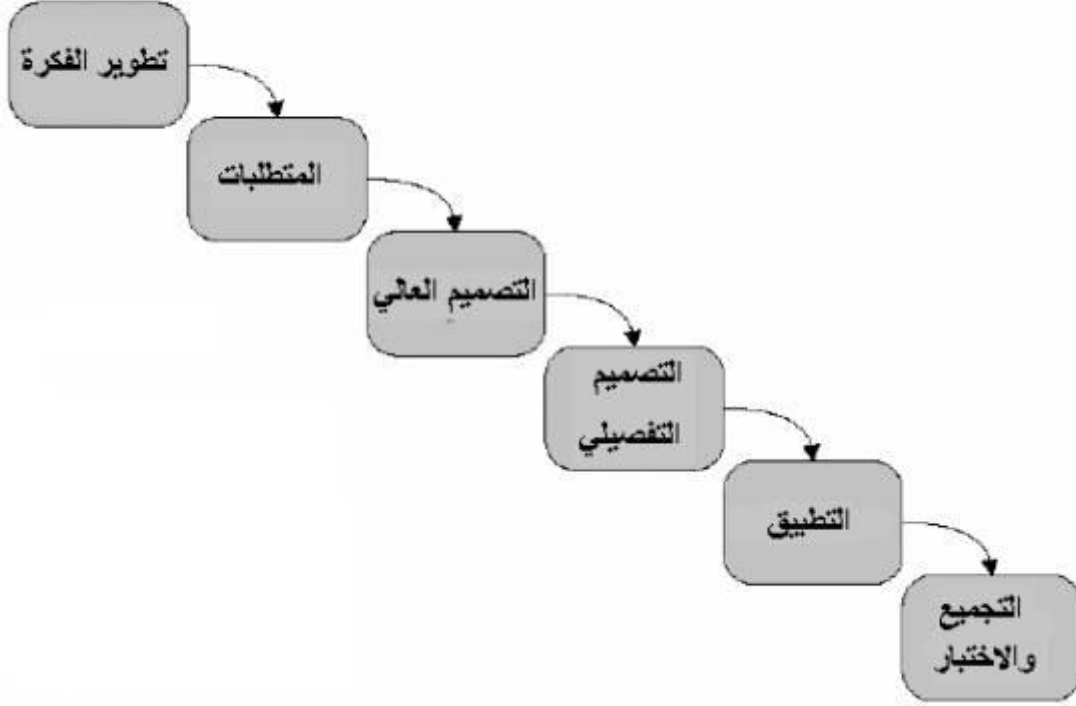 تطوير الفكرة
المتطلبات
التصميم العالي
التصميم
التفصيلي
التطبيق
التجميع
والاختبار